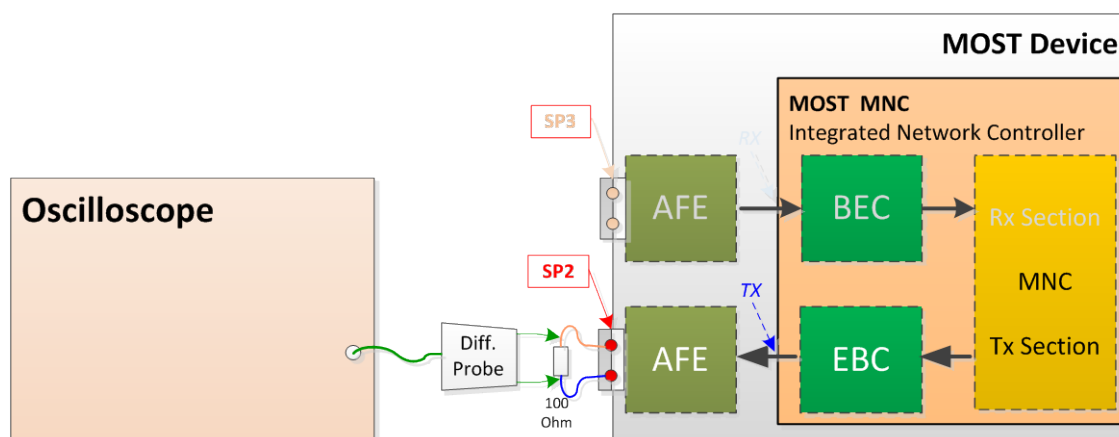 MOST Device
MOST MNC
Integrated Network Controller
SP3
RX
AFE
BEC
Rx Section
Oscilloscope
SP2
TX
MNC
Diff.
Probe
AFE
EBC
Tx Section
100
Ohm